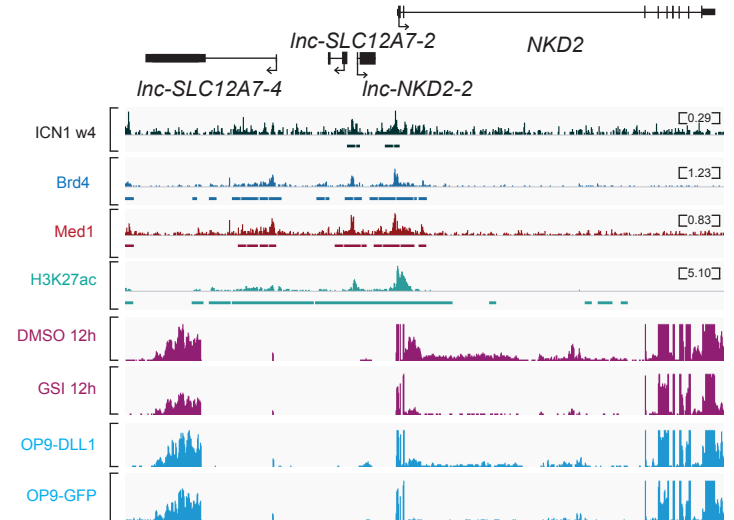 lnc-SLC12A7-2
NKD2
lnc-SLC12A7-4
lnc-NKD2-2
ICN1 w4
0.29
Brd4
1.23
Med1
0.83
H3K27ac
5.10
DMSO 12h
GSI 12h
OP9-DLL1
OP9-GFP